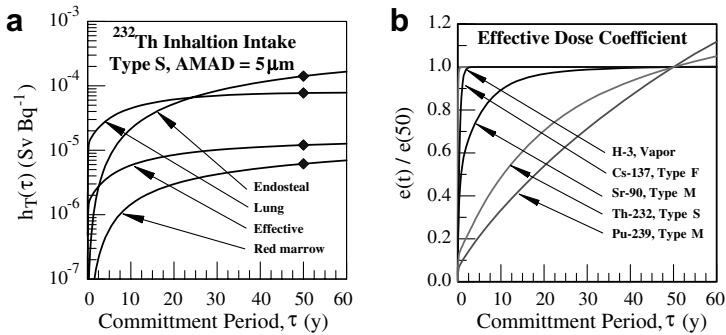 a
²³²Th Inhaltion Intake
Type S, AMAD = 5μm
h_T(τ) (Sv Bq⁻¹)
10⁻³
10⁻⁴
10⁻⁵
10⁻⁶
10⁻⁷
Endosteal
Lung
Effective
Red marrow
0 10 20 30 40 50 60
Committment Period, τ (y)
b
Effective Dose Coefficient
e(t) / e(50)
1.2
1.0
0.8
0.6
0.4
0.2
0.0
H-3, Vapor
Cs-137, Type F
Sr-90, Type M
Th-232, Type S
Pu-239, Type M
0 10 20 30 40 50 60
Committment Period, τ (y)